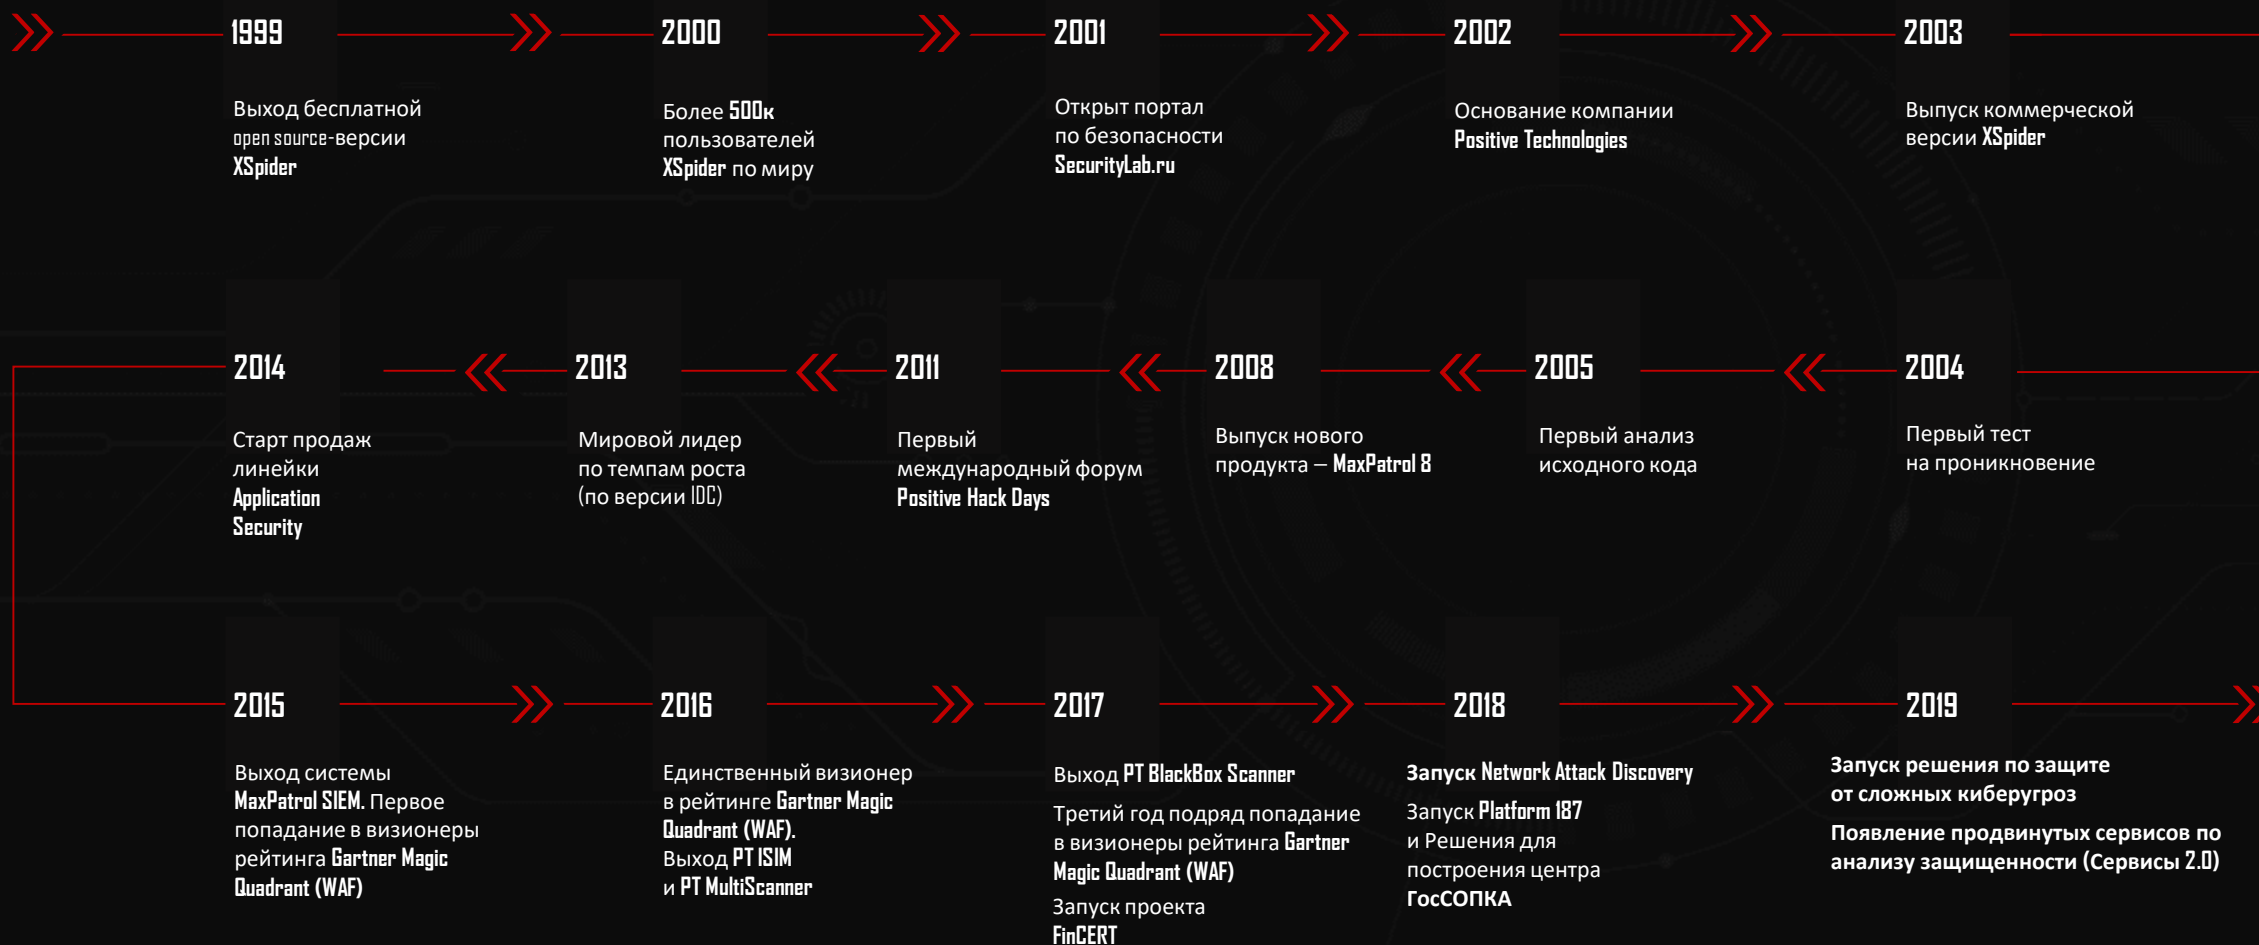 1999
Выход бесплатной
open source-версии
XSpider
2000
Более 500к
пользователей
XSpider по миру
2001
Открыт портал
по безопасности
SecurityLab.ru
2002
Основание компании
Positive Technologies
2003
Выпуск коммерческой
версии XSpider
2004
Первый тест
на проникновение
2005
Первый анализ
исходного кода
2008
Выпуск нового
продукта – MaxPatrol 8
2011
Первый
международный форум
Positive Hack Days
2013
Мировой лидер
по темпам роста
(по версии IDC)
2014
Старт продаж
линейки
Application
Security
2015
Выход системы
MaxPatrol SIEM. Первое
попадание в визионеры
рейтинга Gartner Magic
Quadrant (WAF)
2016
Единственный визионер
в рейтинге Gartner Magic
Quadrant (WAF).
Выход PT ISIM
и PT MultiScanner
2017
Выход PT BlackBox Scanner
Третий год подряд попадание
в визионеры рейтинга Gartner
Magic Quadrant (WAF)
Запуск проекта
FinCERT
2018
Запуск Network Attack Discovery
Запуск Platform 187
и Решения для
построения центра
ГосСОПКА
2019
Запуск решения по защите
от сложных киберугроз
Появление продвинутых сервисов по
анализу защищенности (Сервисы 2.0)